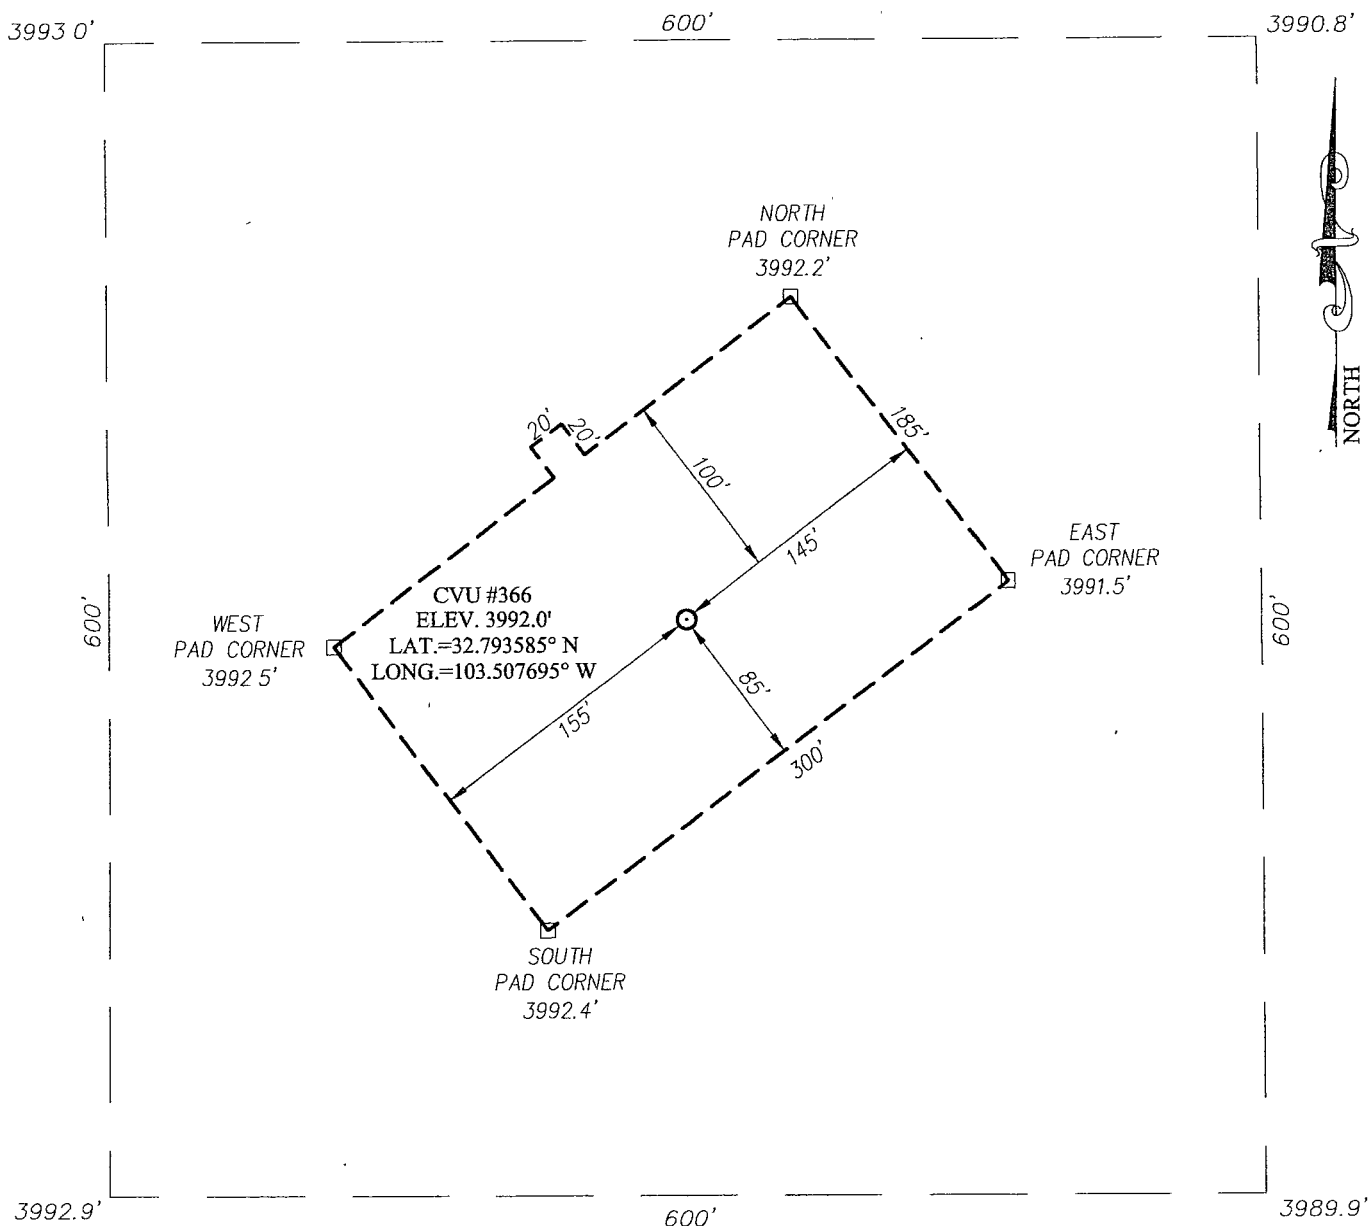 3993 0'
600'
3990.8'
NORTH
PAD CORNER
3992.2'
NORTH
20'
20'
185'
100'
145'
EAST
PAD CORNER
3991.5'
600'
WEST
PAD CORNER
3992 5'
CVU #366
ELEV. 3992.0'
LAT.=32.793585° N
LONG.=103.507695° W
600'
85'
155'
300'
SOUTH
PAD CORNER
3992.4'
3992.9'
600'
3989.9'